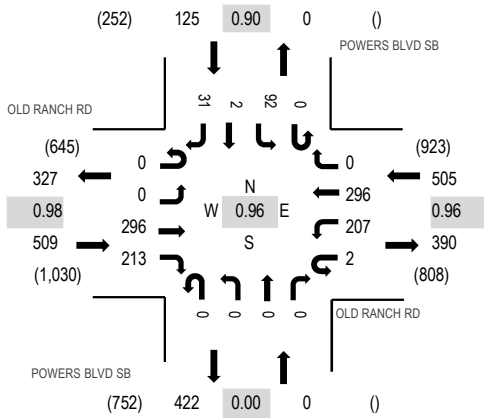 (252) 125 0.90 0 ()
POWERS BLVD SB
31 2 92 0
OLD RANCH RD
(645) 0 0 (923)
327 505
0 N 296
0.98 W 0.96 E 0.96
296 207
509 S 390
213 2
(1,030) (808)
0 0 0 0
OLD RANCH RD
POWERS BLVD SB
(752) 422 0.00 0 ()